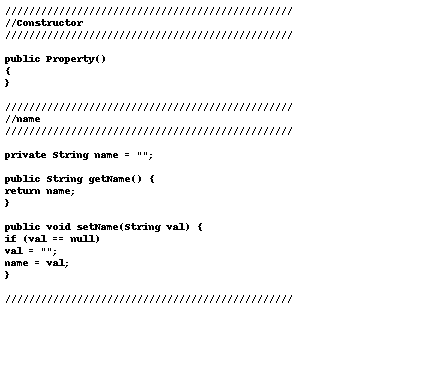 ////////////////////////////////////////////////
//Constructor
////////////////////////////////////////////////
public Property()
{
}
////////////////////////////////////////////////
//name
////////////////////////////////////////////////
private String name = "";
public String getName() {
return name;
}
public void setName(String val) {
if (val == null)
val = "";
name = val;
}
////////////////////////////////////////////////